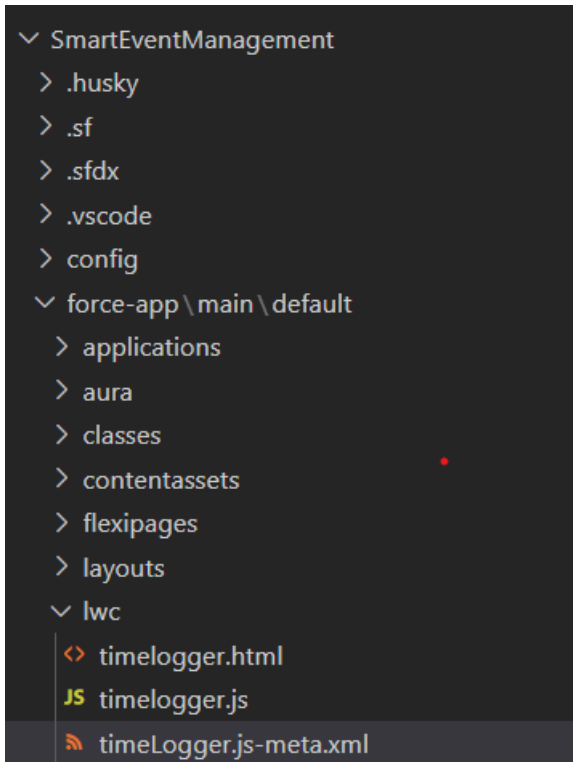 SmartEventManagement
.husky
.sf
.sfdx
.vscode
config
force-app\main\default
applications
aura
classes
contentassets
flexipages
layouts
lwc
<> timelogger.html
JS timelogger.js
timeLogger.js-meta.xml